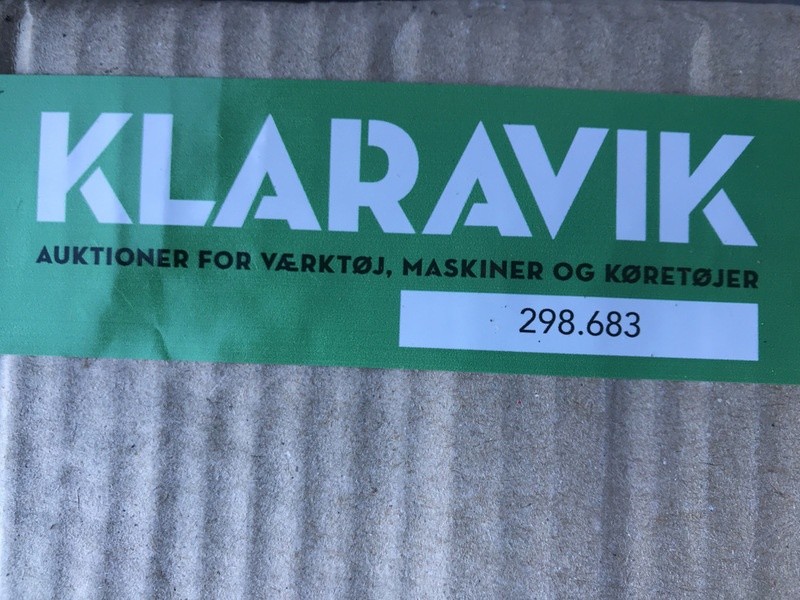 KLARAVIK
AUKTIONER FOR VÆRKTØJ, MASKINER OG KØRETØJER
298.683